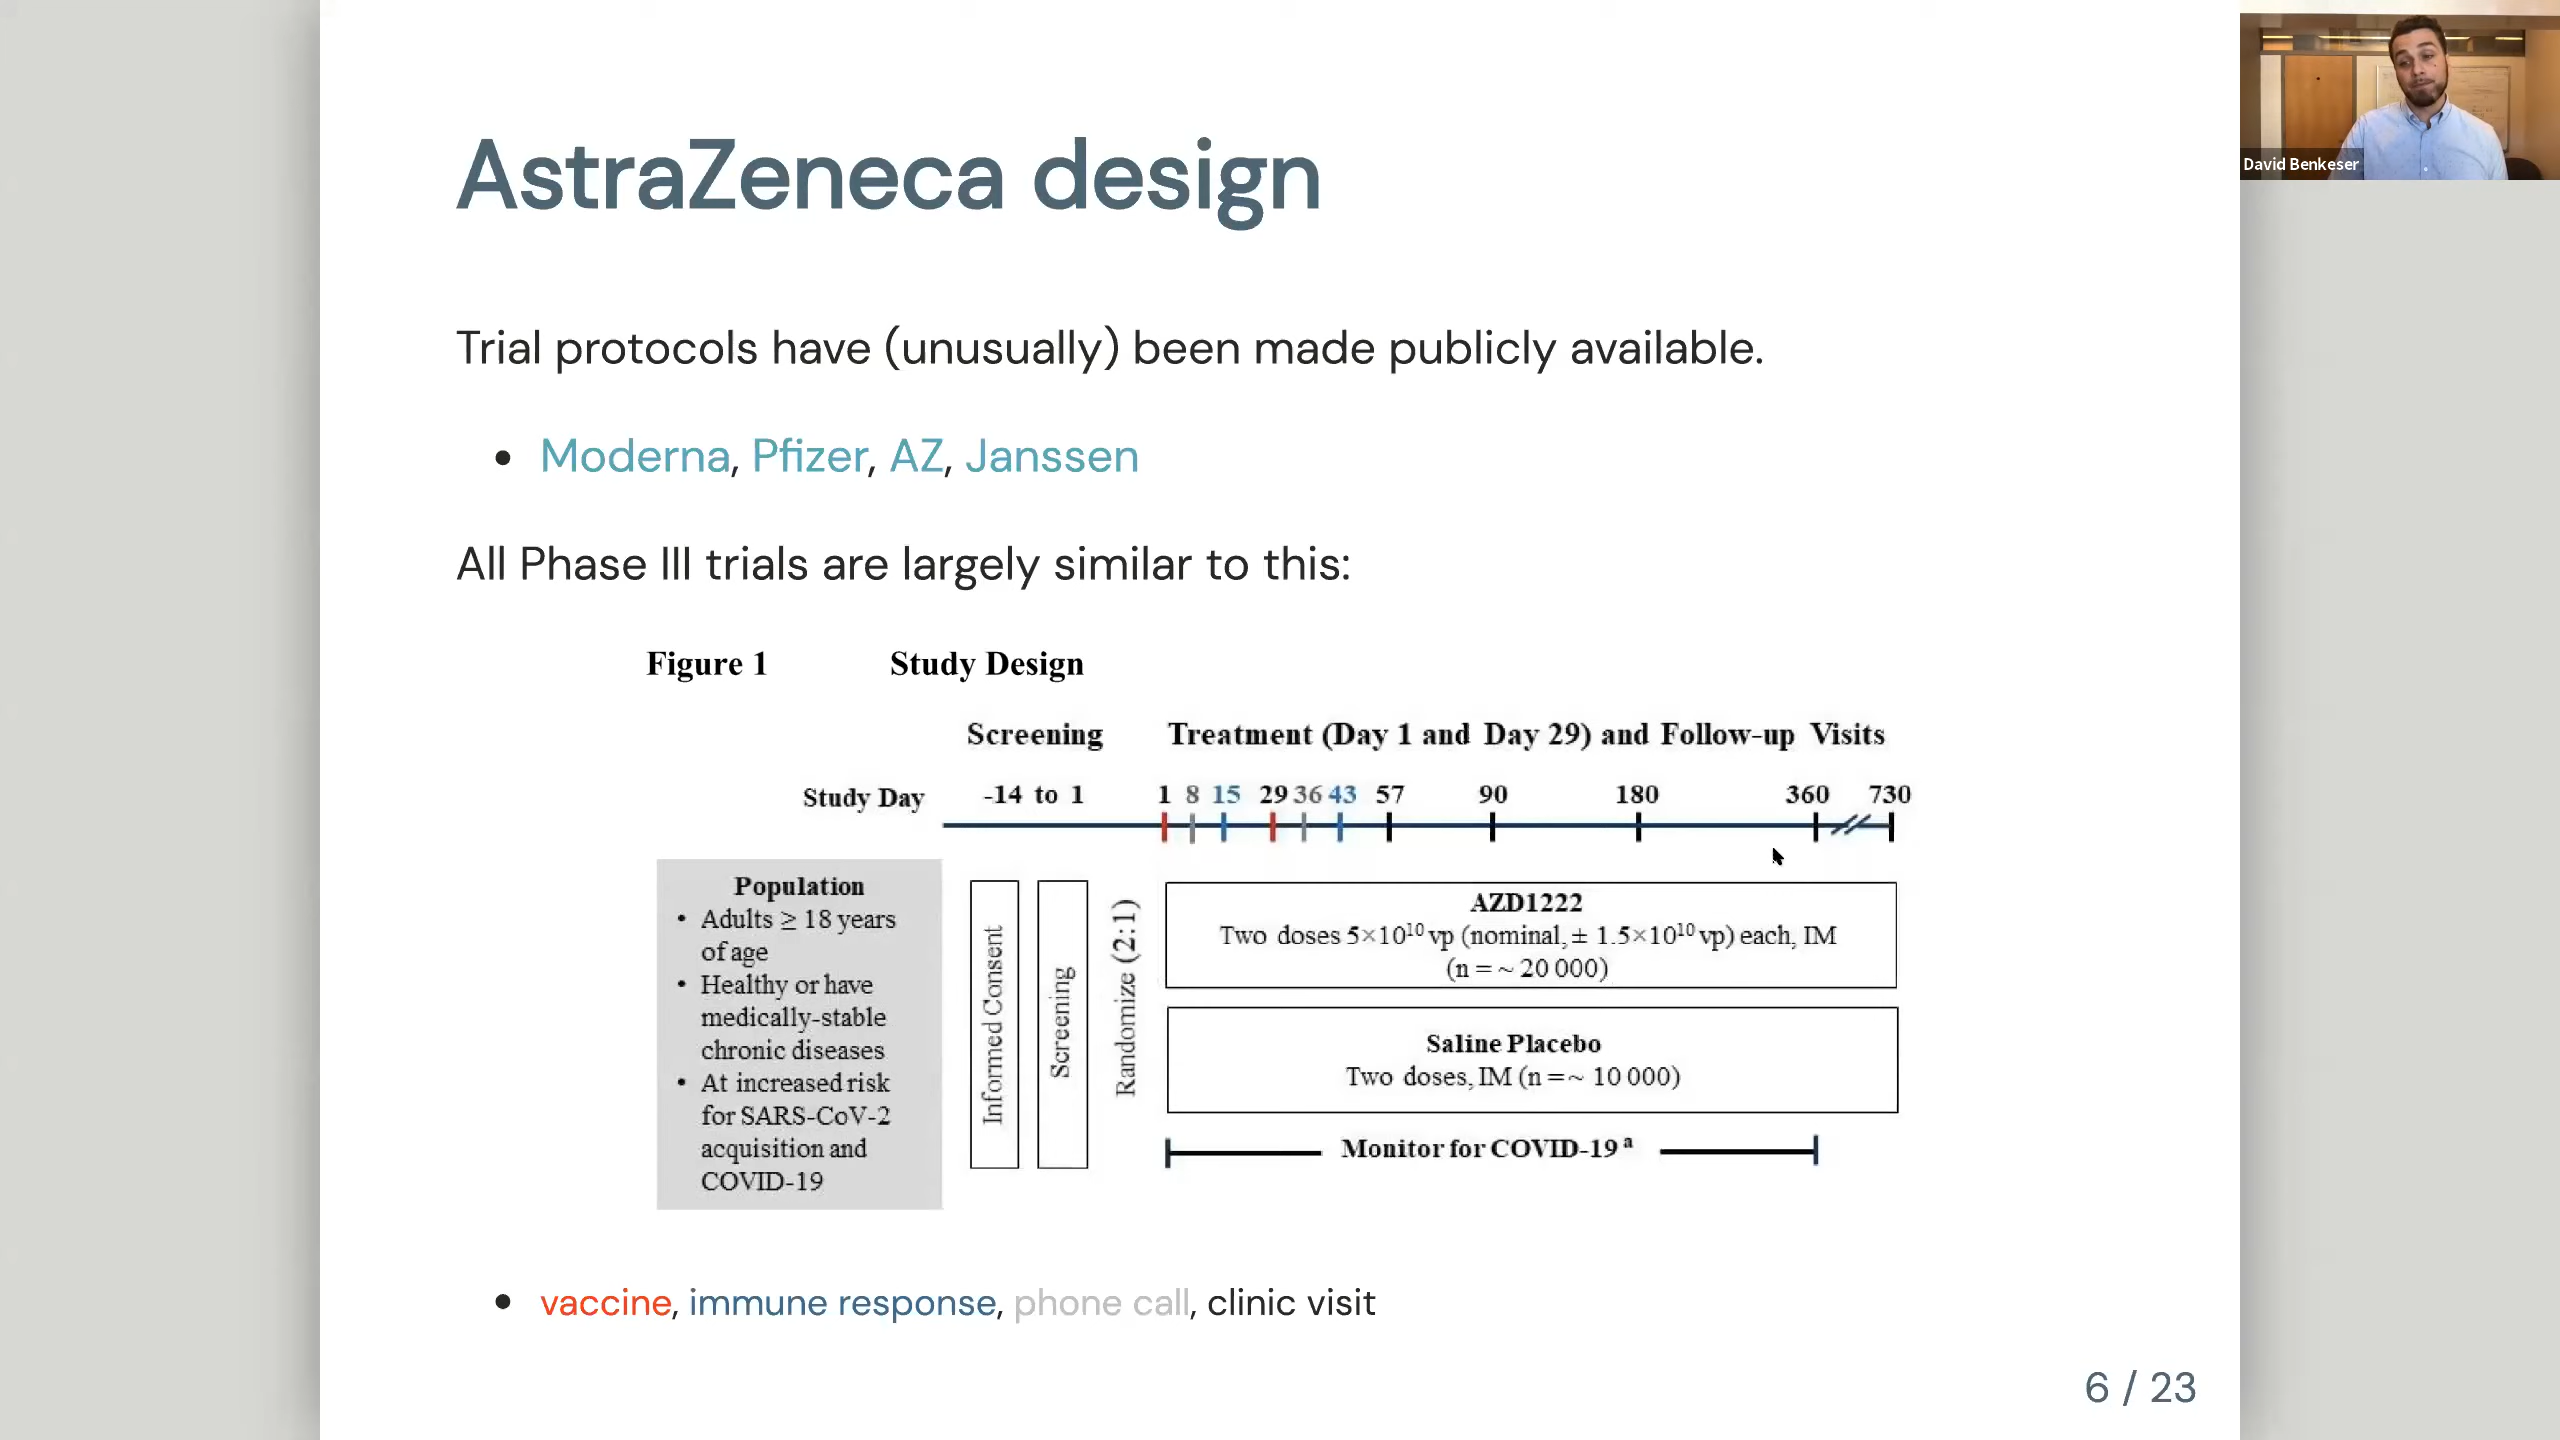 David Benkeser
AstraZeneca design
Trial protocols have (unusually) been made publicly available.
• Moderna, Pfizer, AZ, Janssen
All Phase III trials are largely similar to this:
Figure 1 Study Design
Screening Treatment (Day 1 and Day 29) and Follow-up Visits
Study Day -14 to 1 1 8 15 29 36 43 57 90 180 360 730
Population
• Adults ≥ 18 years
of age
• Healthy or have
medically-stable
chronic diseases
• At increased risk
for SARS-CoV-2
acquisition and
COVID-19
Informed Consent
Screening
Randomize (2:1)
AZD1222
Two doses 5×10¹⁰ vp (nominal, ± 1.5×10¹⁰ vp) each, IM
(n = ~ 20 000)
Saline Placebo
Two doses, IM (n =~ 10 000)
Monitor for COVID-19 ᵃ
• vaccine, immune response, phone call, clinic visit
6 / 23